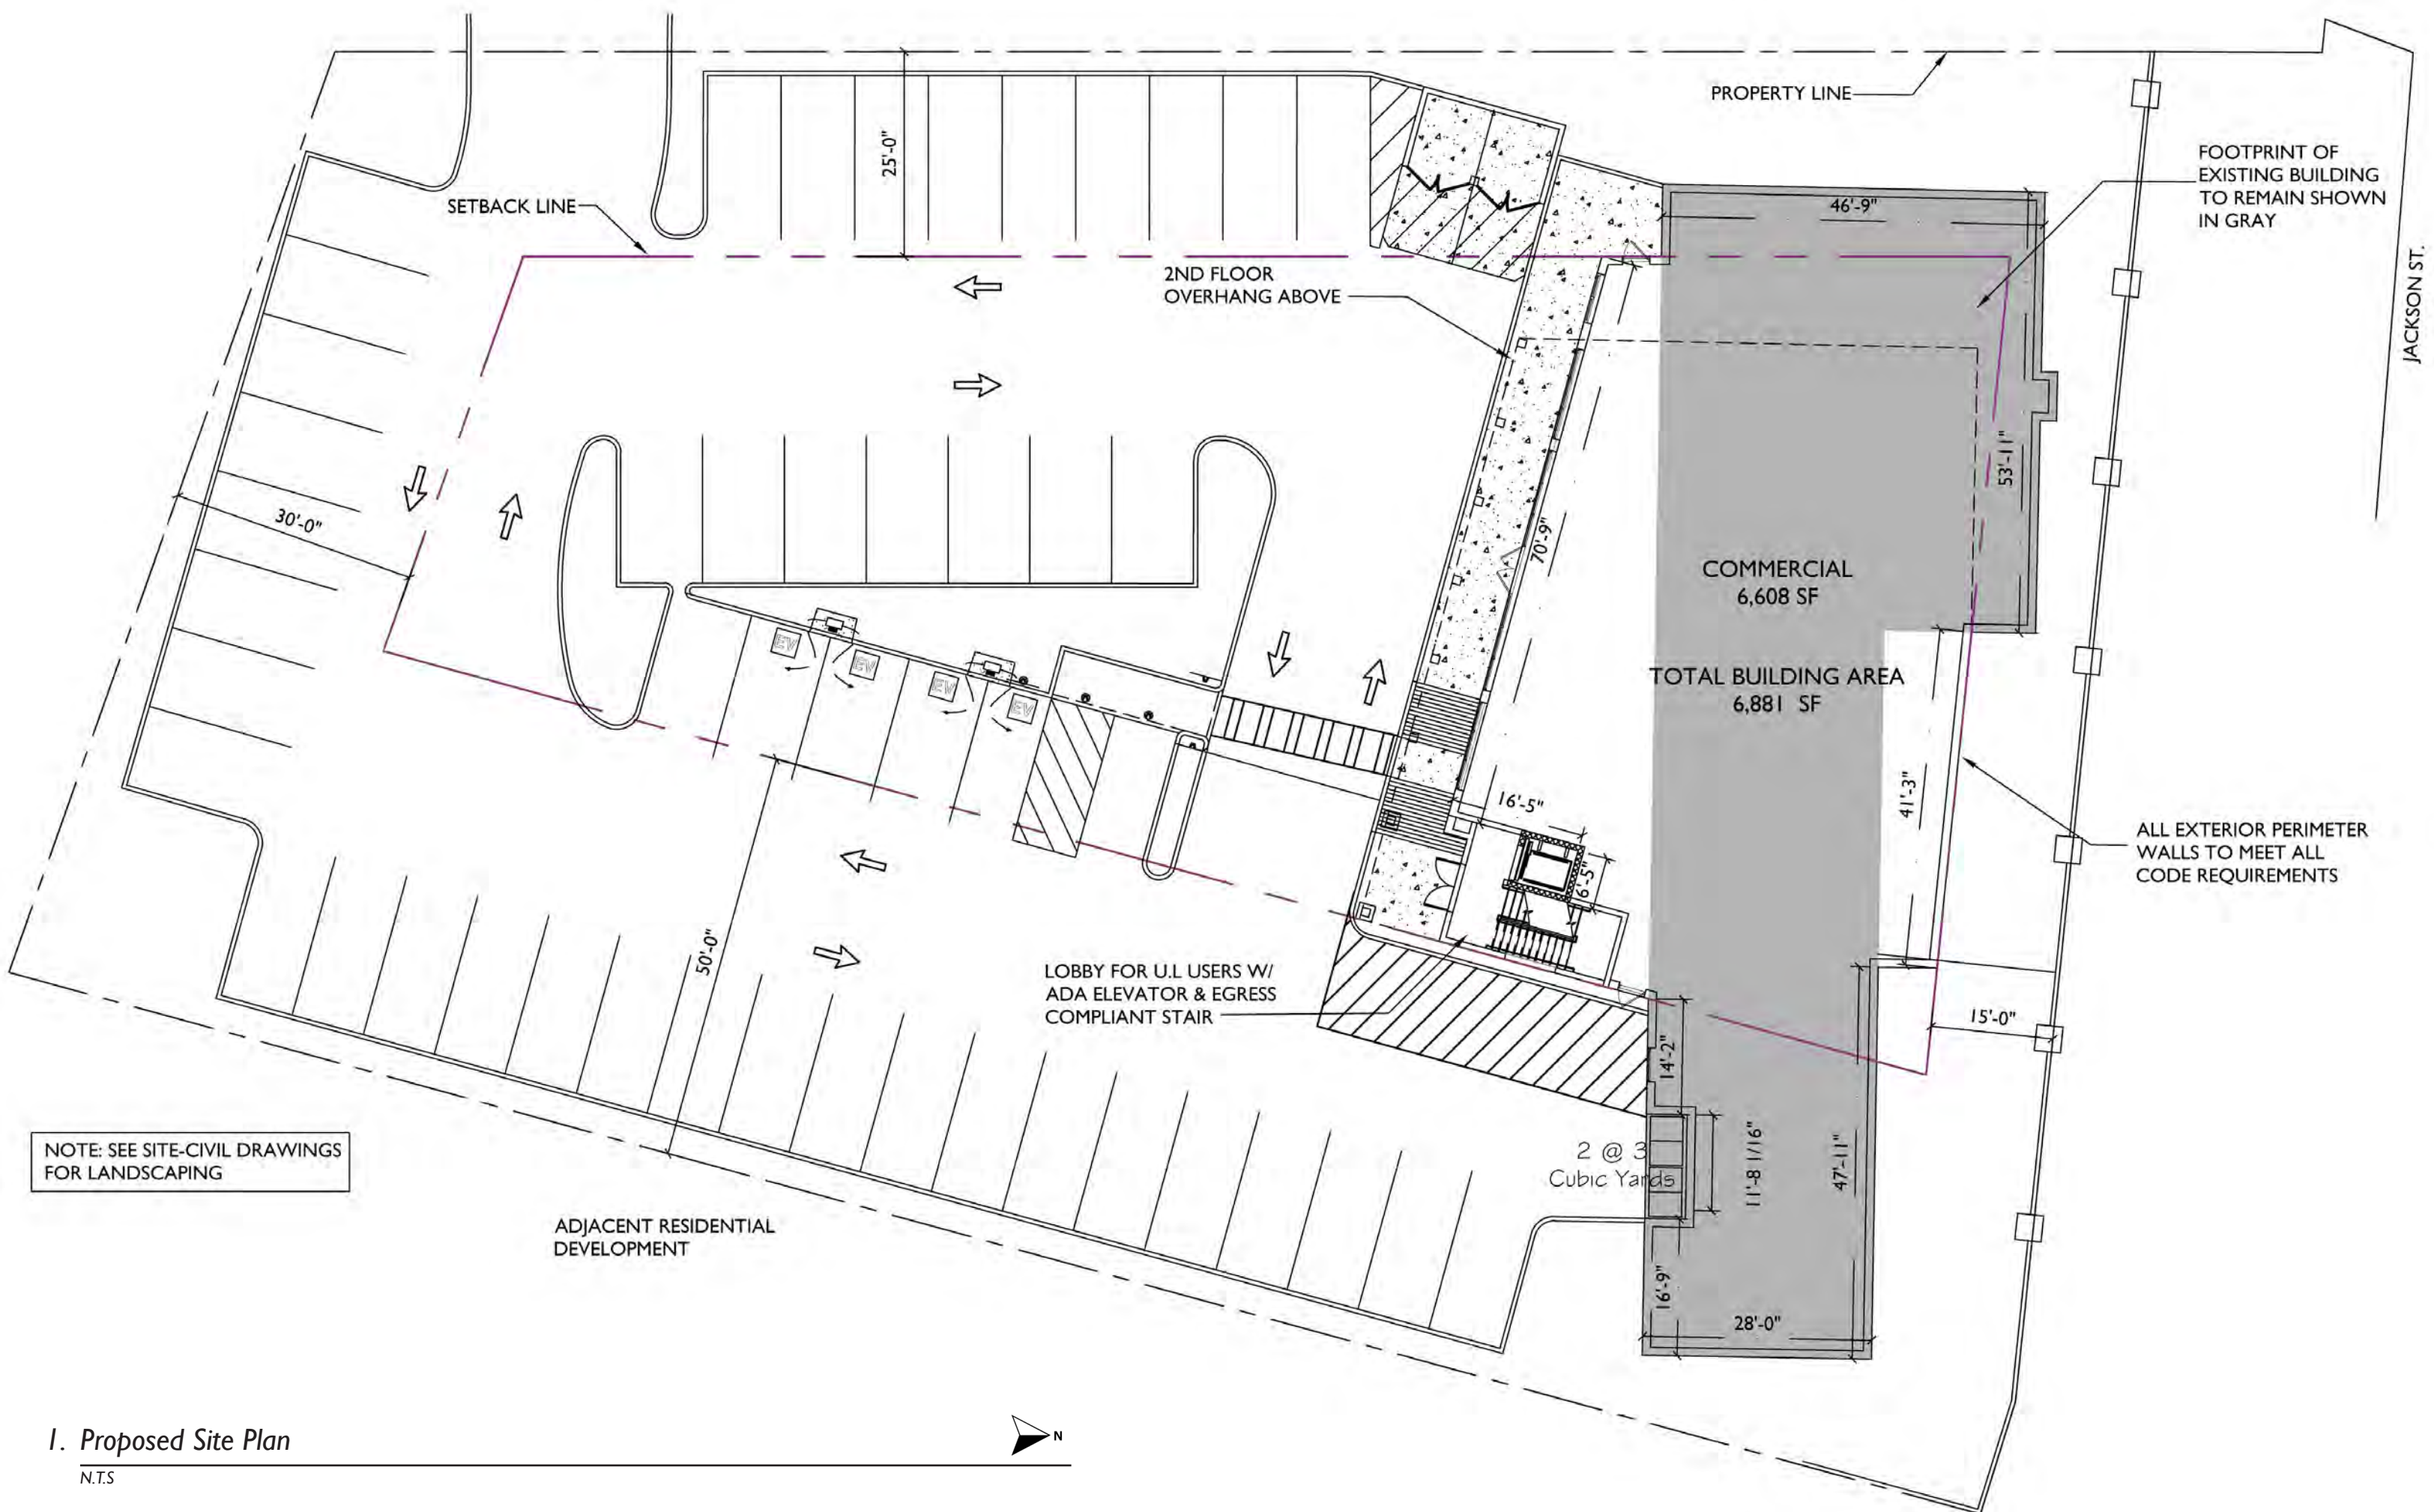 PROPERTY LINE
FOOTPRINT OF
EXISTING BUILDING
TO REMAIN SHOWN
IN GRAY
JACKSON ST.
25'-0"
SETBACK LINE
46'-9"
2ND FLOOR
OVERHANG ABOVE
53'-11"
30'-0"
70'-9"
COMMERCIAL
6,608 SF
TOTAL BUILDING AREA
6,881 SF
EV
EV
EV
EV
16'-5"
6'-5"
41'-3"
ALL EXTERIOR PERIMETER
WALLS TO MEET ALL
CODE REQUIREMENTS
50'-0"
LOBBY FOR U.L USERS W/
ADA ELEVATOR & EGRESS
COMPLIANT STAIR
15'-0"
14'-2"
2 @ 3
Cubic Yards
11'-8 1/16"
47'-11"
16'-9"
28'-0"
NOTE: SEE SITE-CIVIL DRAWINGS
FOR LANDSCAPING
ADJACENT RESIDENTIAL
DEVELOPMENT
1. Proposed Site Plan
N
N.T.S